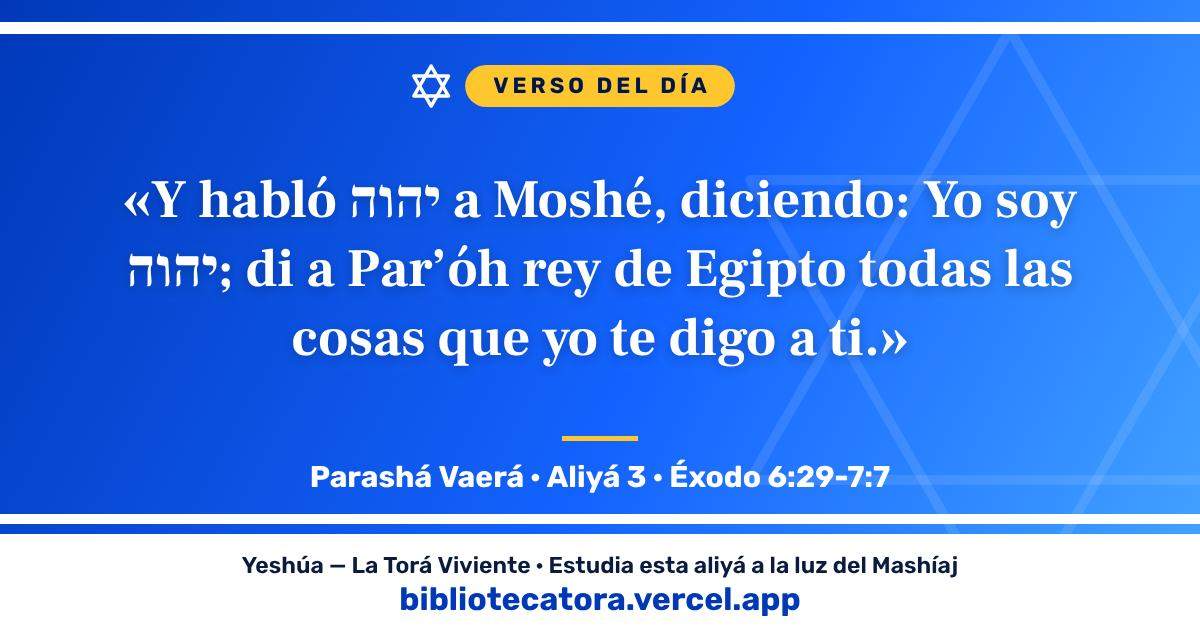 VERSO DEL DÍA
«Y habló יהוה a Moshé, diciendo: Yo soy
יהוה; di a Par’óh rey de Egipto todas las
cosas que yo te digo a ti.»
Parashá Vaerá • Aliyá 3 • Éxodo 6:29-7:7
Yeshúa — La Torá Viviente • Estudia esta aliyá a la luz del Mashíaj
bibliotecatora.vercel.app